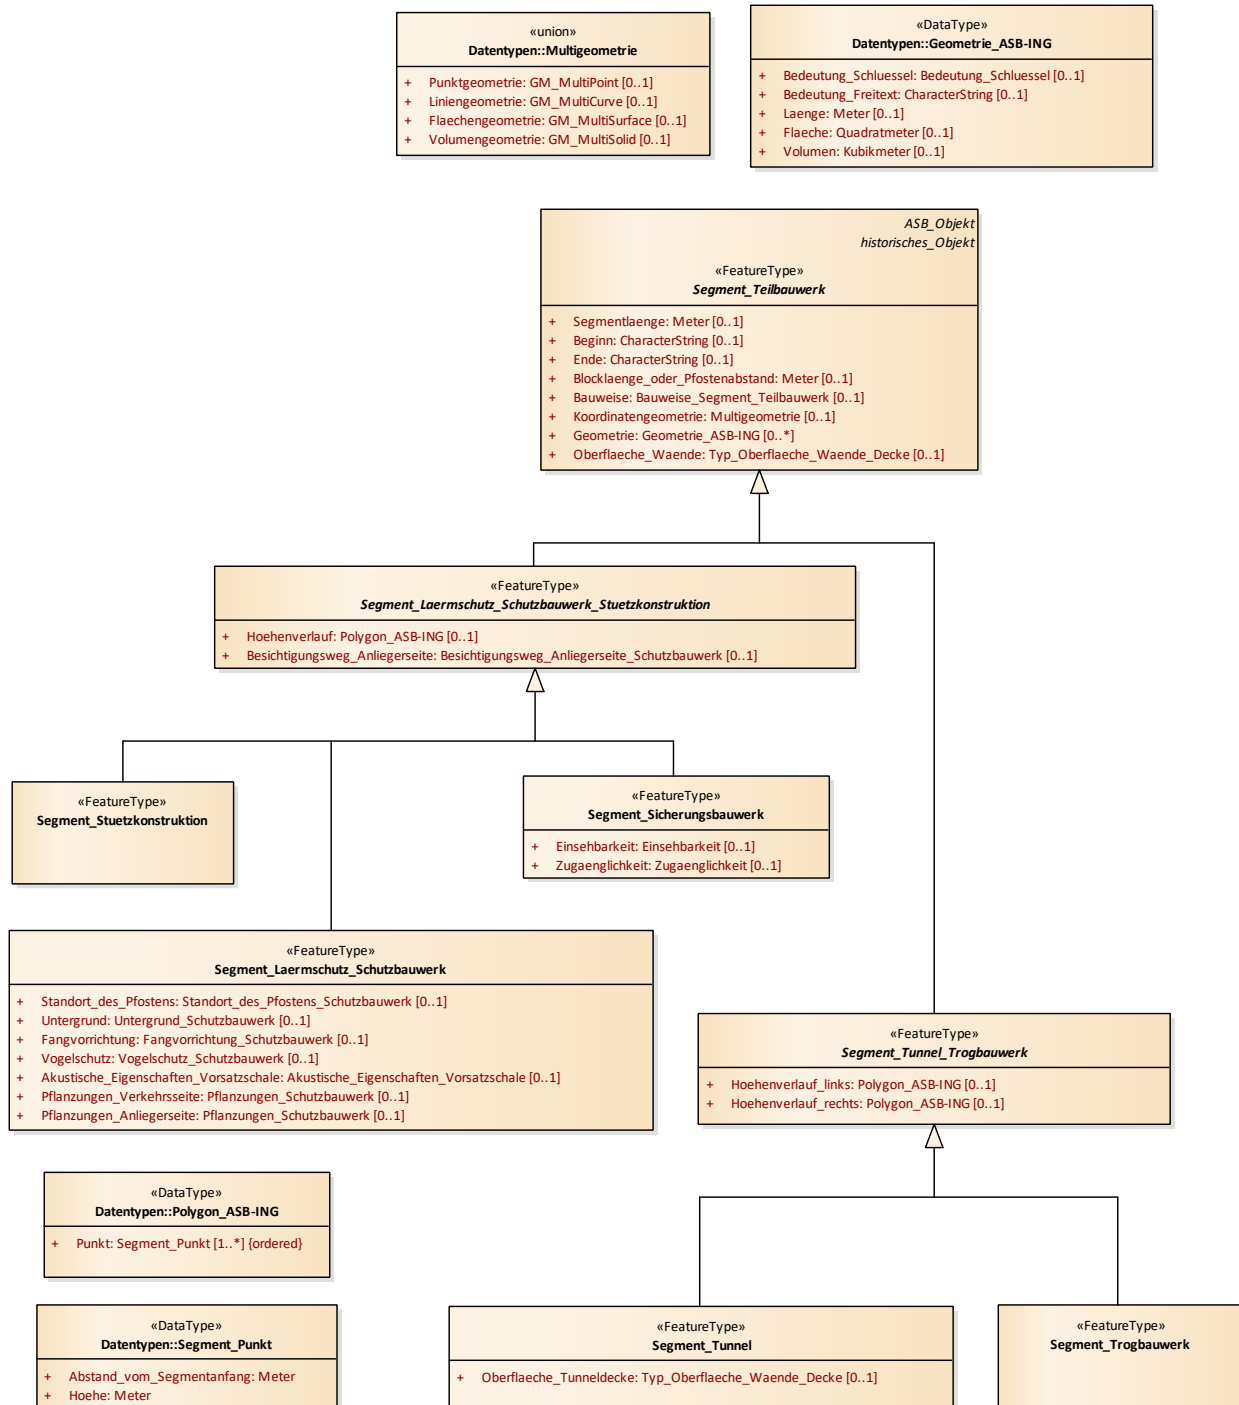 «union»
Datentypen::Multigeometrie
+ Punktgeometrie: GM_MultiPoint [0..1]
+ Liniengeometrie: GM_MultiCurve [0..1]
+ Flaechengeometrie: GM_MultiSurface [0..1]
+ Volumengeometrie: GM_MultiSolid [0..1]
«DataType»
Datentypen::Geometrie_ASB-ING
+ Bedeutung_Schluessel: Bedeutung_Schluessel [0..1]
+ Bedeutung_Freitext: CharacterString [0..1]
+ Laenge: Meter [0..1]
+ Flaeche: Quadratmeter [0..1]
+ Volumen: Kubikmeter [0..1]
ASB_Objekt
historisches_Objekt
«FeatureType»
Segment_Teilbauwerk
+ Segmentlaenge: Meter [0..1]
+ Beginn: CharacterString [0..1]
+ Ende: CharacterString [0..1]
+ Blocklaenge_oder_Pfostenabstand: Meter [0..1]
+ Bauweise: Bauweise_Segment_Teilbauwerk [0..1]
+ Koordinatengeometrie: Multigeometrie [0..1]
+ Geometrie: Geometrie_ASB-ING [0..*]
+ Oberflaeche_Waende: Typ_Oberflaeche_Waende_Decke [0..1]
«FeatureType»
Segment_Laermschutz_Schutzbauwerk_Stuetzkonstruktion
+ Hoehenverlauf: Polygon_ASB-ING [0..1]
+ Besichtigungsweg_Anliegerseite: Besichtigungsweg_Anliegerseite_Schutzbauwerk [0..1]
«FeatureType»
Segment_Stuetzkonstruktion
«FeatureType»
Segment_Sicherungsbauwerk
+ Einsehbarkeit: Einsehbarkeit [0..1]
+ Zugaenglichkeit: Zugaenglichkeit [0..1]
«FeatureType»
Segment_Laermschutz_Schutzbauwerk
+ Standort_des_Pfostens: Standort_des_Pfostens_Schutzbauwerk [0..1]
+ Untergrund: Untergrund_Schutzbauwerk [0..1]
+ Fangvorrichtung: Fangvorrichtung_Schutzbauwerk [0..1]
+ Vogelschutz: Vogelschutz_Schutzbauwerk [0..1]
+ Akustische_Eigenschaften_Vorsatzschale: Akustische_Eigenschaften_Vorsatzschale [0..1]
+ Pflanzungen_Verkehrsseite: Pflanzungen_Schutzbauwerk [0..1]
+ Pflanzungen_Anliegerseite: Pflanzungen_Schutzbauwerk [0..1]
«FeatureType»
Segment_Tunnel_Trogbauwerk
+ Hoehenverlauf_links: Polygon_ASB-ING [0..1]
+ Hoehenverlauf_rechts: Polygon_ASB-ING [0..1]
«DataType»
Datentypen::Polygon_ASB-ING
+ Punkt: Segment_Punkt [1..*] {ordered}
«DataType»
Datentypen::Segment_Punkt
+ Abstand_vom_Segmentanfang: Meter
+ Hoehe: Meter
«FeatureType»
Segment_Tunnel
+ Oberflaeche_Tunneldecke: Typ_Oberflaeche_Waende_Decke [0..1]
«FeatureType»
Segment_Trogbauwerk